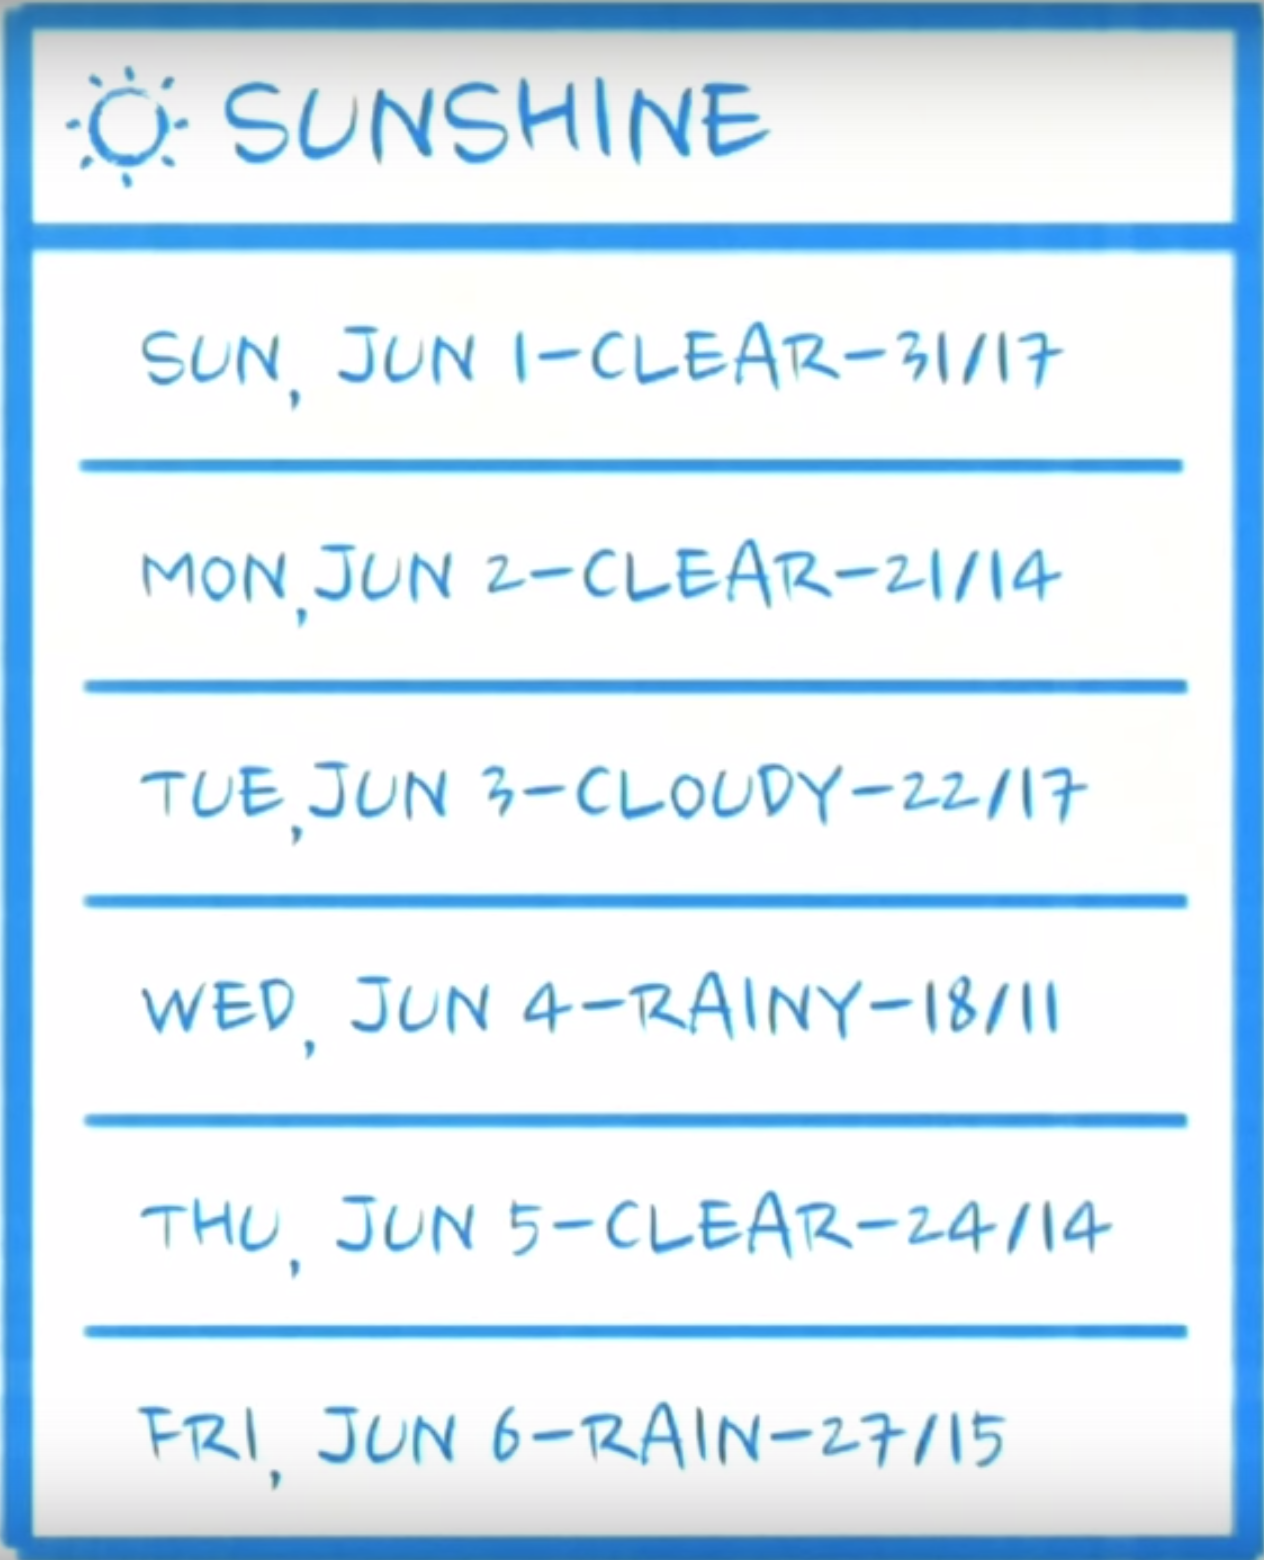 SUNSHINE
SUN, JUN 1-CLEAR-31/17
MON,JUN 2-CLEAR-21/14
TUE,JUN 3-CLOUDY-22/17
WED, JUN 4-RAINY-18/11
THU, JUN 5-CLEAR-24/14
FRI, JUN 6-RAIN-27/15